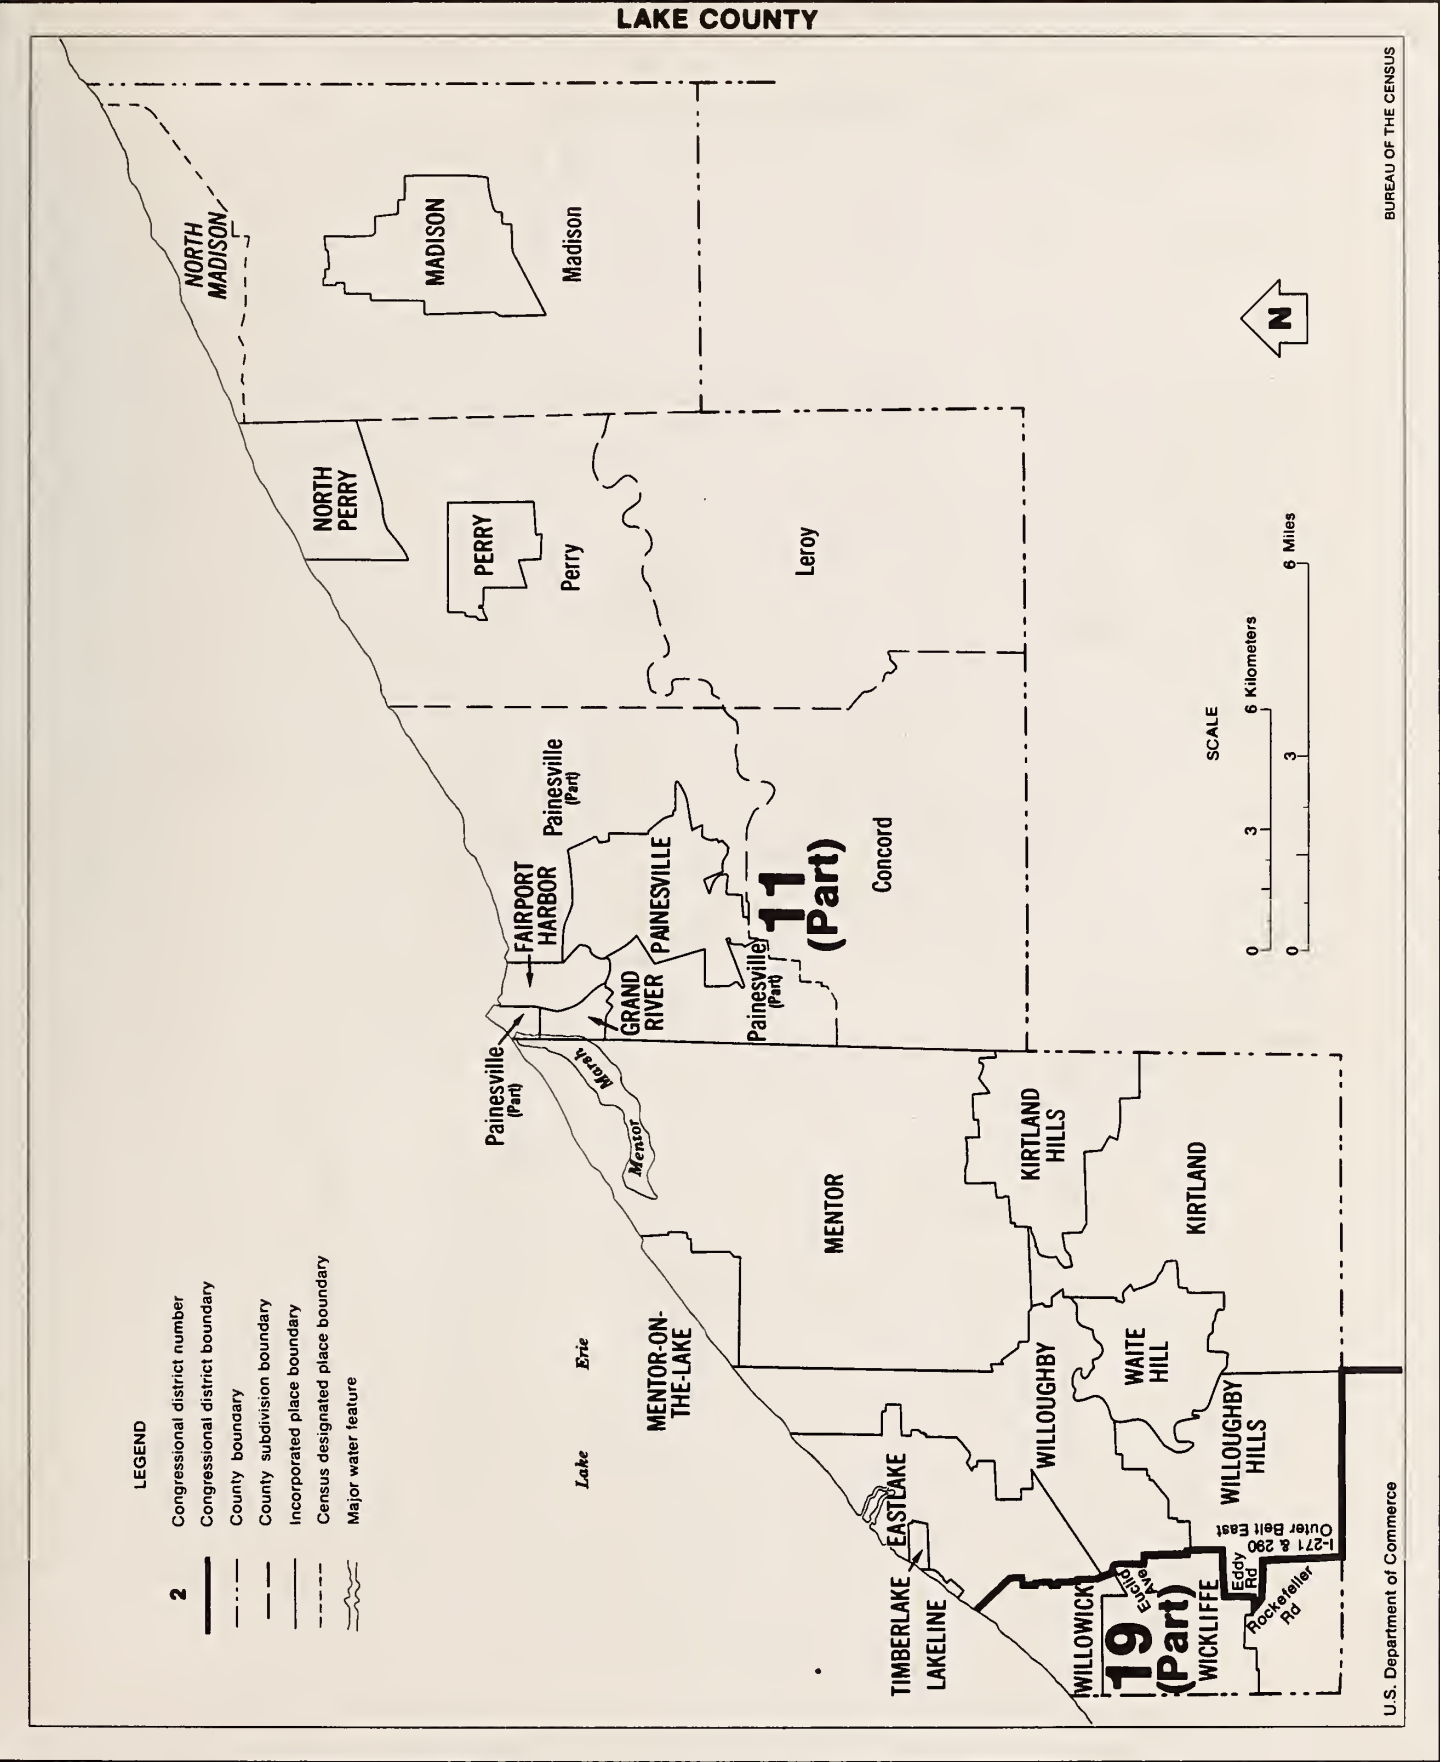 LAKE COUNTY
LEGEND
2
Congressional district number
Congressional district boundary
County boundary
County subdivision boundary
Incorporated place boundary
Census designated place boundary
Major water feature
NORTH
MADISON
MADISON
Madison
NORTH
PERRY
PERRY
Perry
Leroy
Painesville
(Part)
FAIRPORT
HARBOR
PAINESVILLE
11
(Part)
Concord
Painesville
(Part)
GRAND
RIVER
Painesville
(Part)
Mentor
Marsh
MENTOR
KIRTLAND
HILLS
KIRTLAND
Lake Erie
MENTOR-ON-
THE-LAKE
WILLOUGHBY
WAITE
HILL
WILLOUGHBY
HILLS
EASTLAKE
TIMBERLAKE
LAKELINE
WILLOWICK
Euclid
Ave
19
(Part)
WICKLIFFE
Eddy
Rd
Rockefeller
Rd
I-271 & 290
Outer Belt East
SCALE
0 3 6 Kilometers
0 3 6 Miles
N
U.S. Department of Commerce
BUREAU OF THE CENSUS